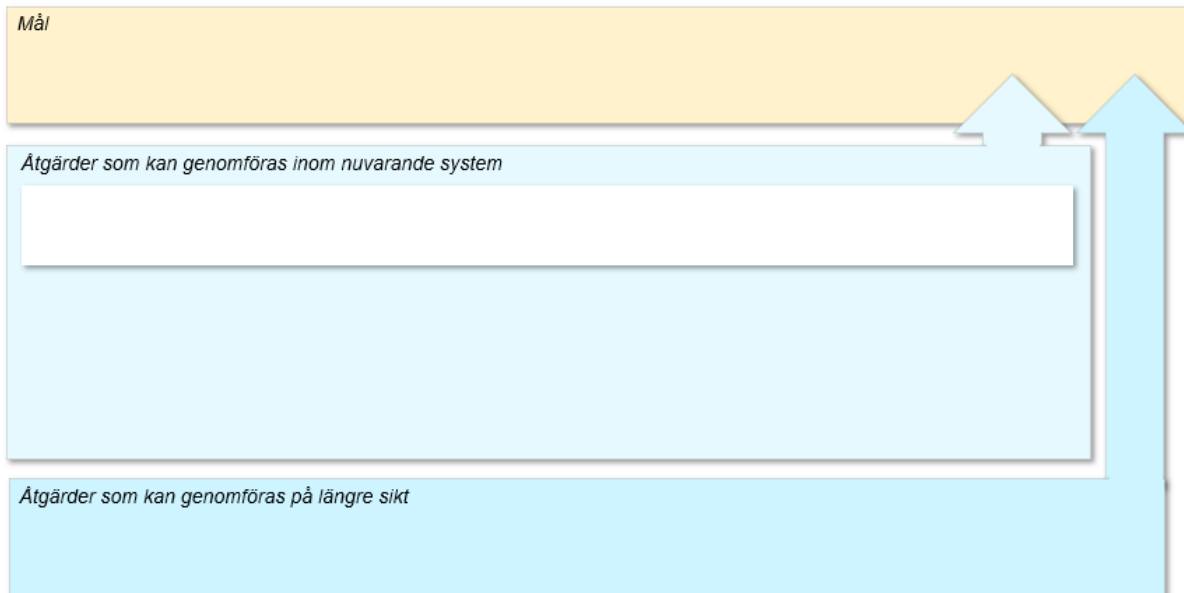 Mål
Åtgärder som kan genomföras inom nuvarande system
Åtgärder som kan genomföras på längre sikt